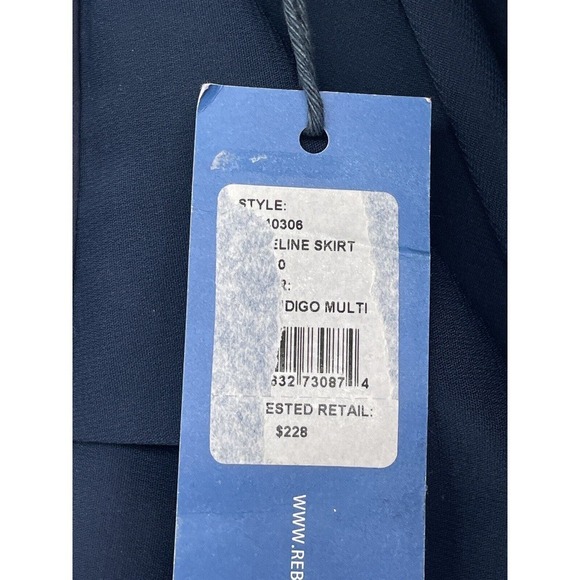 STYLE:
10306
ELINE SKIRT
0
R:
DIGO MULTI
632 73087 4
ESTED RETAIL:
$228
WWW.REB